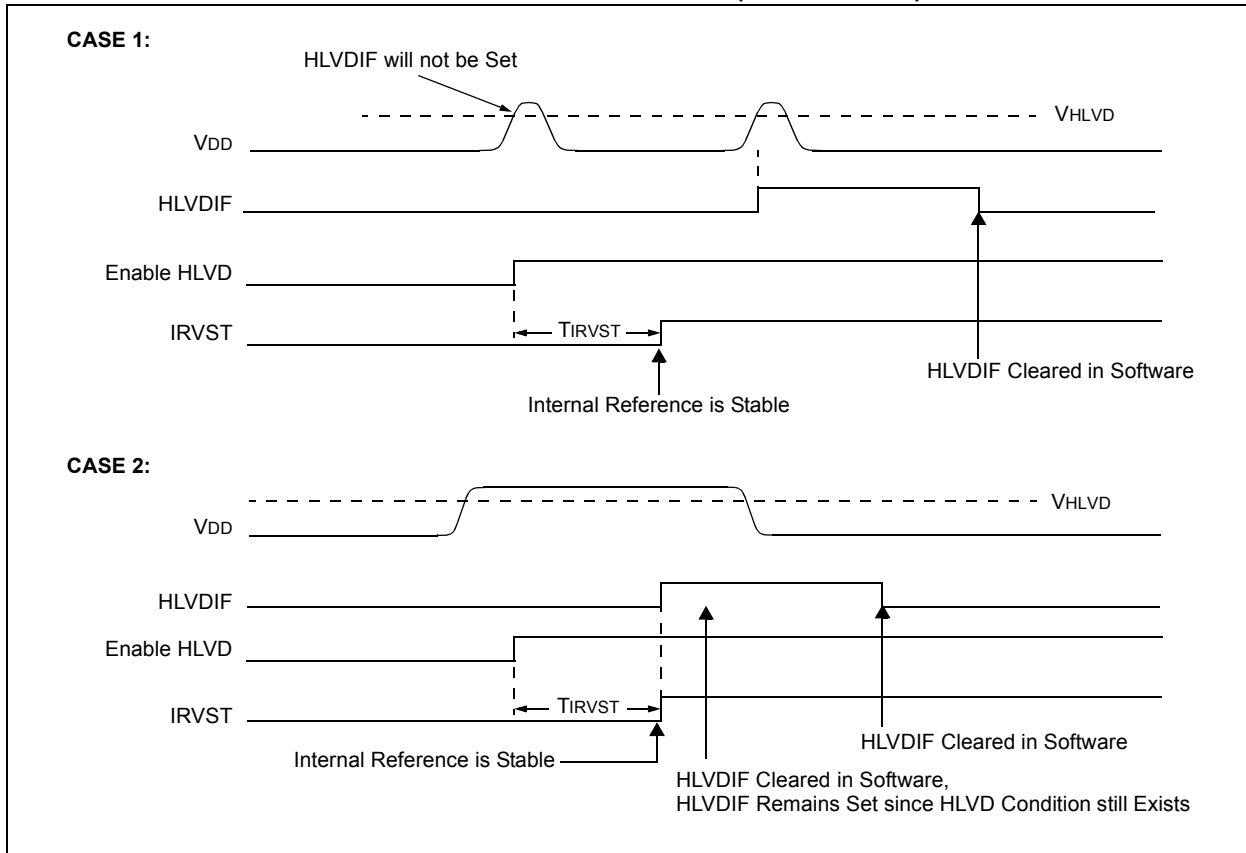 CASE 1:
HLVDIF will not be Set
VHLVD
VDD
HLVDIF
Enable HLVD
TIRVST
IRVST
HLVDIF Cleared in Software
Internal Reference is Stable
CASE 2:
VHLVD
VDD
HLVDIF
Enable HLVD
TIRVST
IRVST
HLVDIF Cleared in Software
Internal Reference is Stable
HLVDIF Cleared in Software,
HLVDIF Remains Set since HLVD Condition still Exists